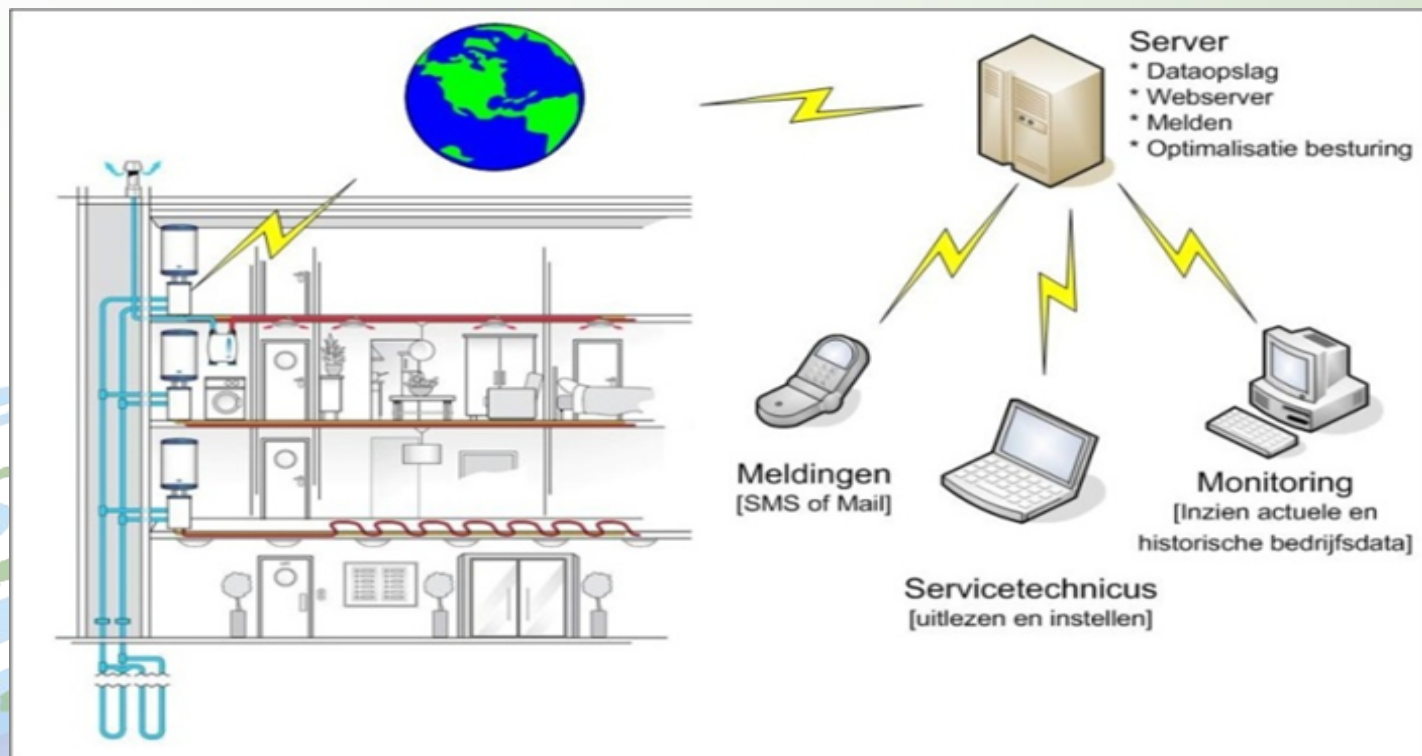 Server
* Dataopslag
* Webserver
* Melden
* Optimalisatie besturing
Meldingen
[SMS of Mail]
Servicetechnicus
[uitlezen en instellen]
Monitoring
[Inzien actuele en
historische bedrijfsdata]